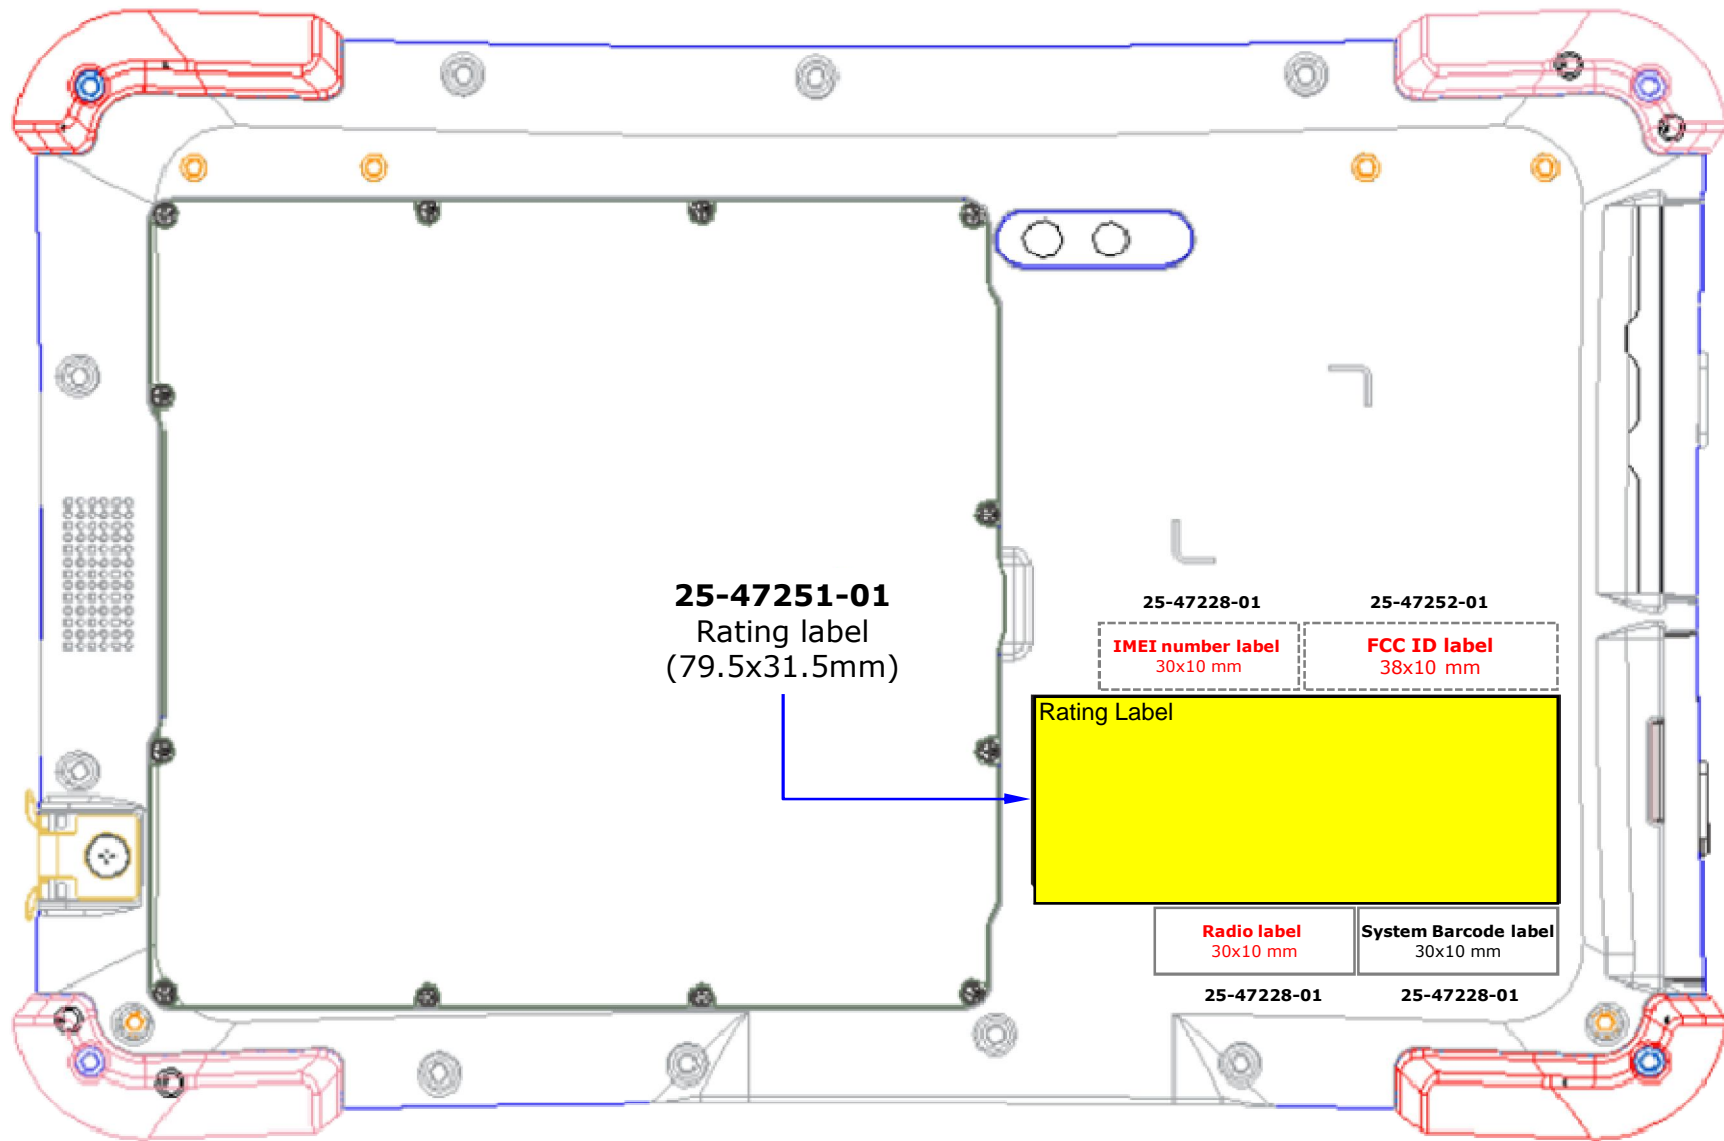 25-47251-01
Rating label
(79.5x31.5mm)
25-47228-01
25-47252-01
IMEI number label
30x10 mm
FCC ID label
38x10 mm
Rating Label
Radio label
30x10 mm
System Barcode label
30x10 mm
25-47228-01
25-47228-01